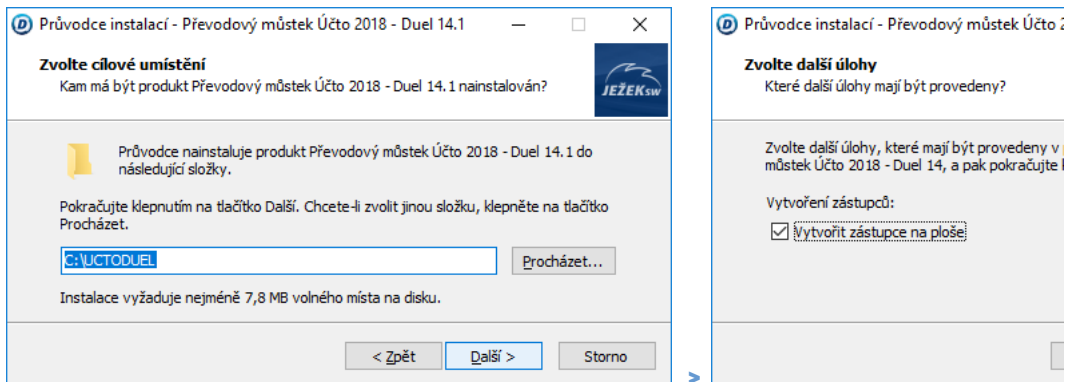 Průvodce instalací - Převodový můstek Účto 2018 - Duel 14.1
Zvolte cílové umístění
Kam má být produkt Převodový můstek Účto 2018 - Duel 14.1 nainstalován?
JEŽEKSW
Průvodce nainstaluje produkt Převodový můstek Účto 2018 - Duel 14.1 do
následující složky.
Pokračujte klepnutím na tlačítko Další. Chcete-li zvolit jinou složku, klepněte na tlačítko
Procházet.
C:\UCTODUEL
Procházet...
Instalace vyžaduje nejméně 7,8 MB volného místa na disku.
< Zpět
Další >
Storno
>
Průvodce instalací - Převodový můstek Účto
Zvolte další úlohy
Které další úlohy mají být provedeny?
Zvolte další úlohy, které mají být provedeny v
můstek Účto 2018 - Duel 14, a pak pokračujte
Vytvoření zástupců:
Vytvořit zástupce na ploše